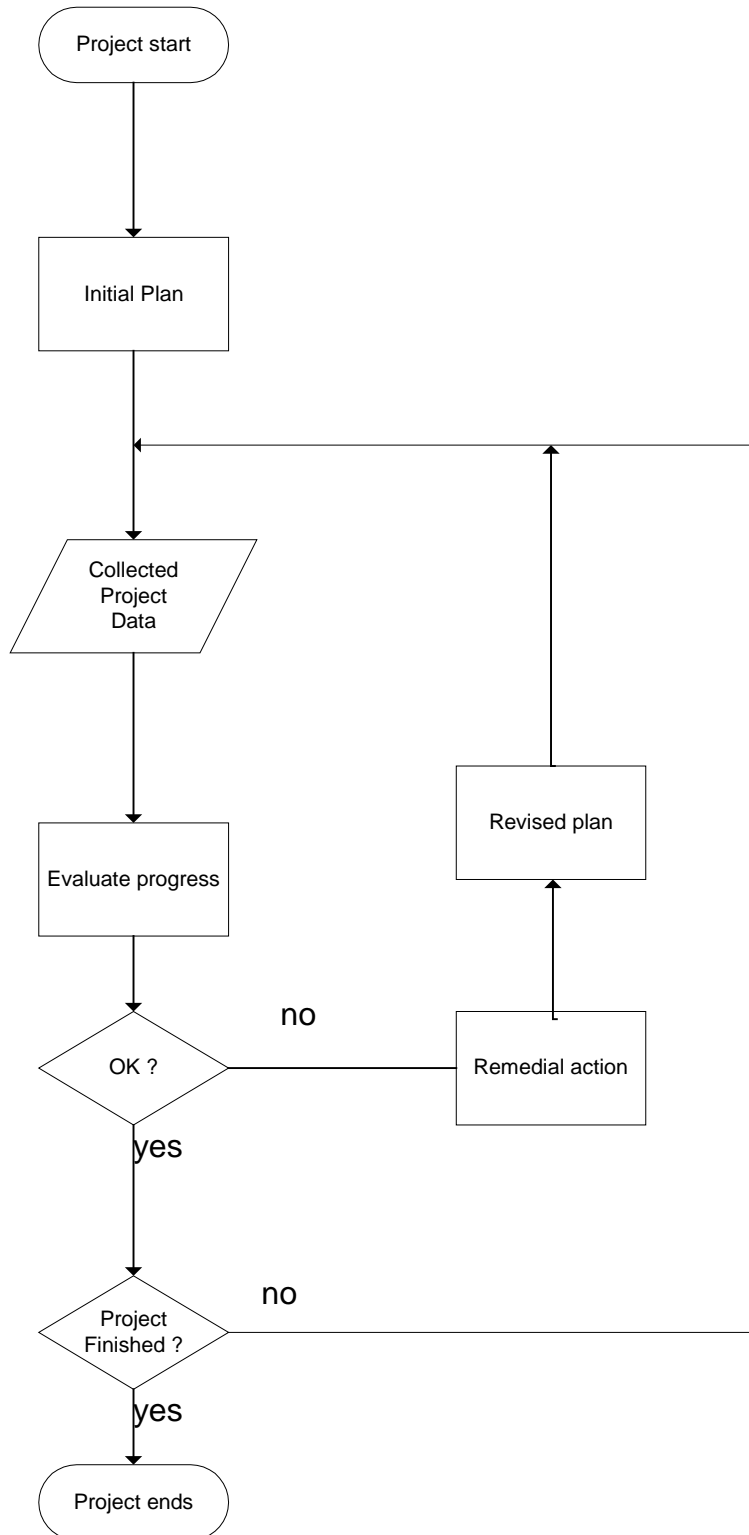 Project start
Initial Plan
Collected
Project
Data
Revised plan
Evaluate progress
no
OK ?
Remedial action
yes
no
Project
Finished ?
yes
Project ends